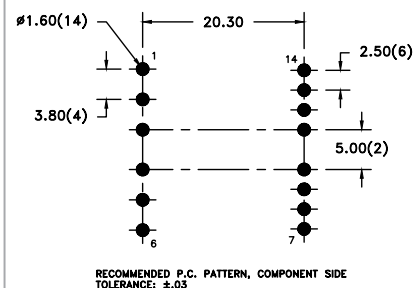 20.30
ø1.60(14)
1
14
2.50(6)
3.80(4)
5.00(2)
6
7
RECOMMENDED P.C. PATTERN, COMPONENT SIDE
TOLERANCE: ±.03